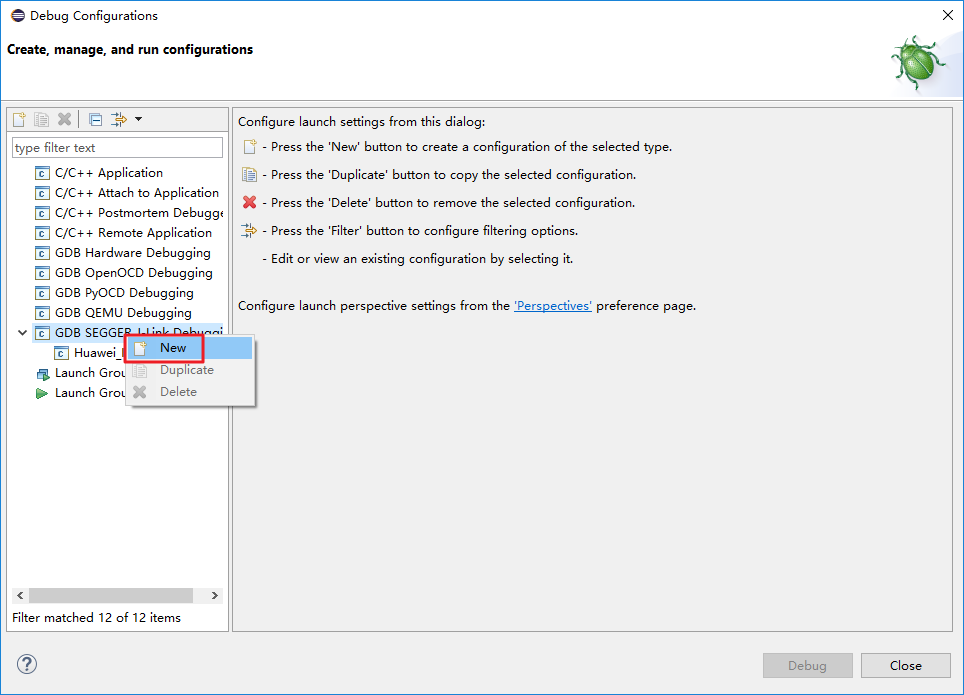 Debug Configurations
Create, manage, and run configurations
type filter text
C/C++ Application
C/C++ Attach to Application
C/C++ Postmortem Debugge
C/C++ Remote Application
GDB Hardware Debugging
GDB OpenOCD Debugging
GDB PyOCD Debugging
GDB QEMU Debugging
GDB SEGGER J-Link Debuggi
Huawei_
Launch Grou
Launch Grou
New
Duplicate
Delete
Filter matched 12 of 12 items
Configure launch settings from this dialog:
- Press the 'New' button to create a configuration of the selected type.
- Press the 'Duplicate' button to copy the selected configuration.
- Press the 'Delete' button to remove the selected configuration.
- Press the 'Filter' button to configure filtering options.
- Edit or view an existing configuration by selecting it.
Configure launch perspective settings from the 'Perspectives' preference page.
?
Debug
Close